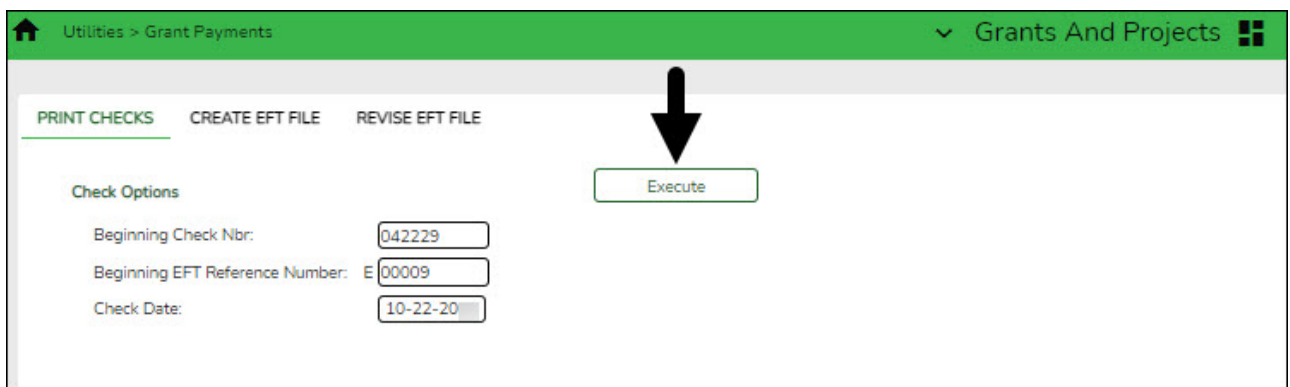 Utilities > Grant Payments
Grants And Projects
PRINT CHECKS CREATE EFT FILE REVISE EFT FILE
Execute
Check Options
Beginning Check Nbr: 042229
Beginning EFT Reference Number: E 00009
Check Date: 10-22-20